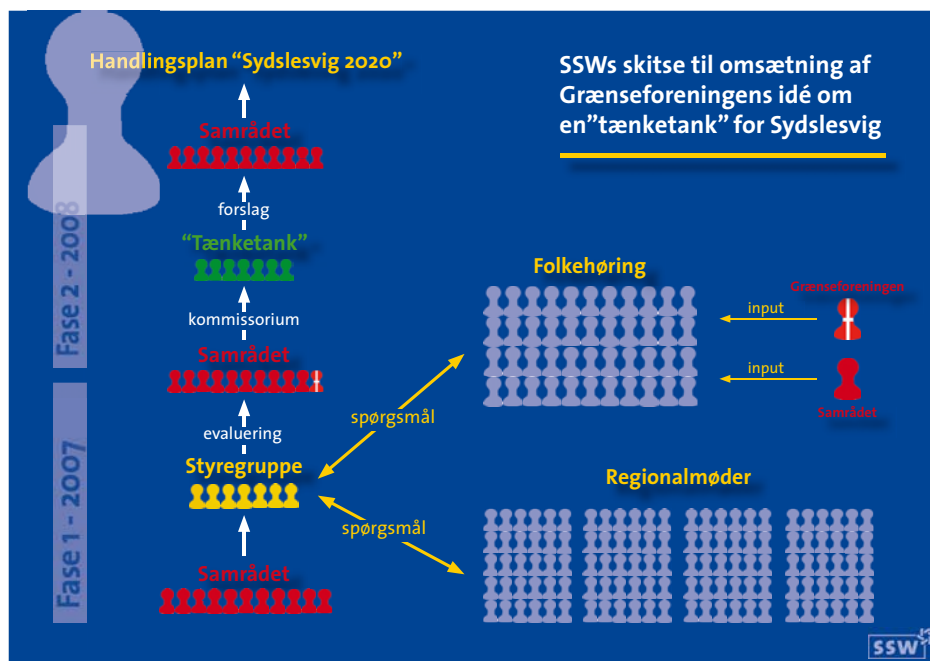 Handlingsplan “Sydslesvig 2020”
SSWs skitse til omsætning af
Grænseforeningens idé om
en”tænketank” for Sydslesvig
Samrådet
forslag
“Tænketank”
kommissorium
Samrådet
evaluering
Styregruppe
Samrådet
Fase 2 - 2008
Fase 1 - 2007
Folkehøring
Grænseforeningen
input
input
Samrådet
spørgsmål
Regionalmøder
spørgsmål
SSW